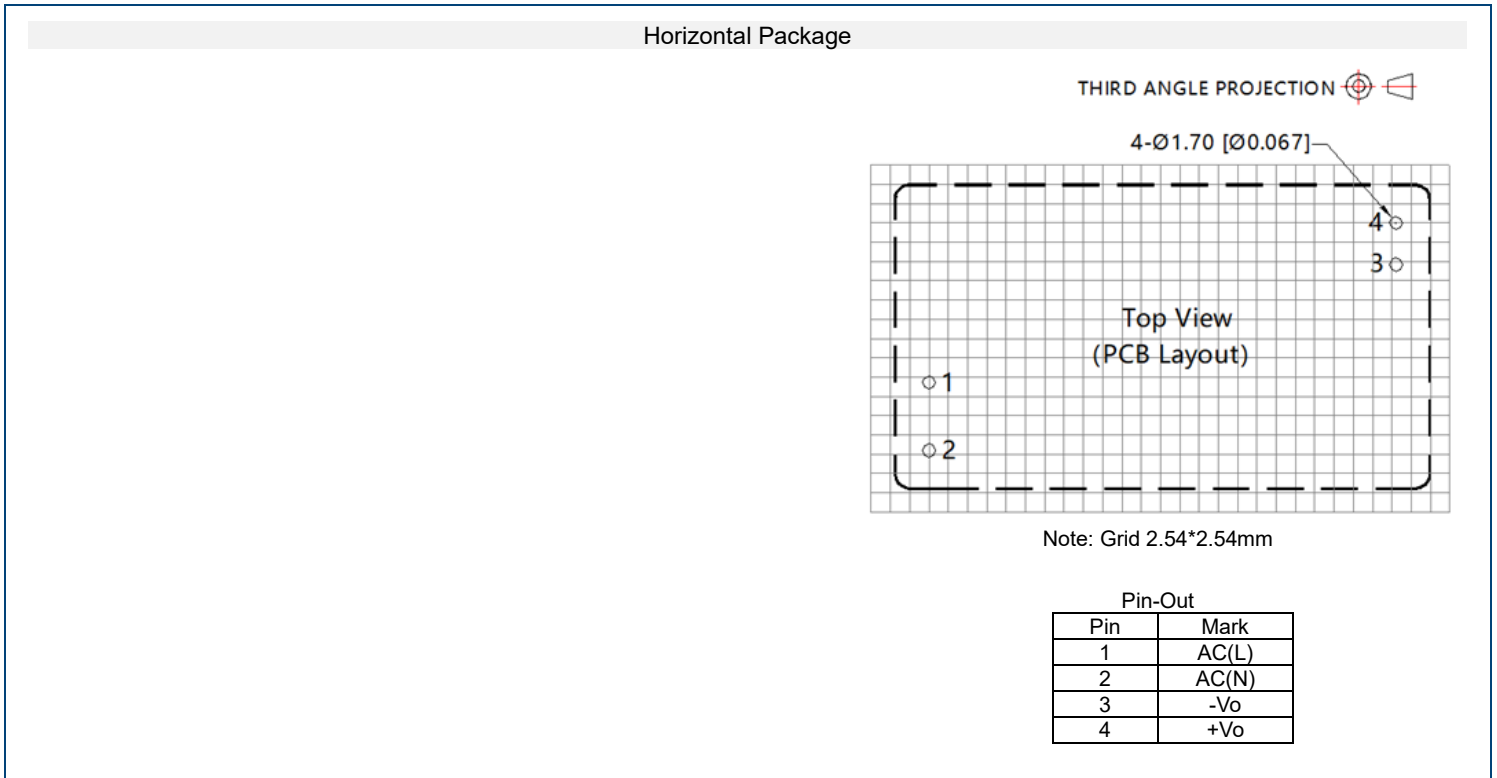 Horizontal Package
THIRD ANGLE PROJECTION
4-Ø1.70 [Ø0.067]
4
3
Top View
(PCB Layout)
1
2
Note: Grid 2.54*2.54mm
Pin-Out
Pin Mark
1 AC(L)
2 AC(N)
3 -Vo
4 +Vo